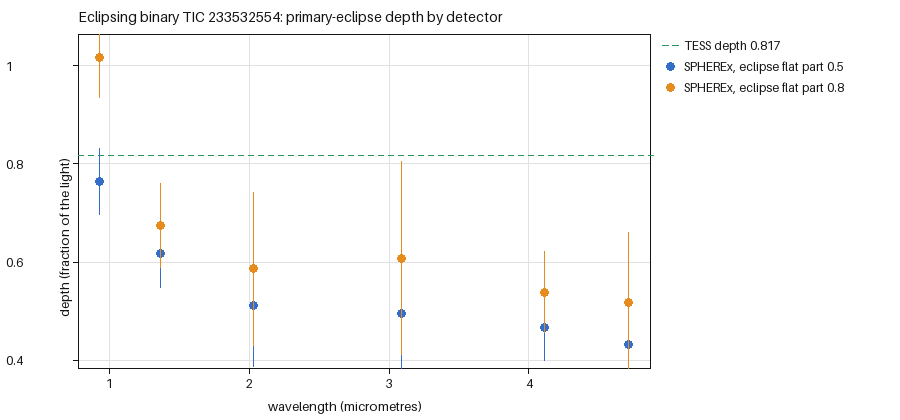 Eclipsing binary TIC 233532554: primary-eclipse depth by detector
TESS depth 0.817
SPHEREx, eclipse flat part 0.5
SPHEREx, eclipse flat part 0.8
depth (fraction of the light)
1
0.8
0.6
0.4
1
2
3
4
wavelength (micrometres)